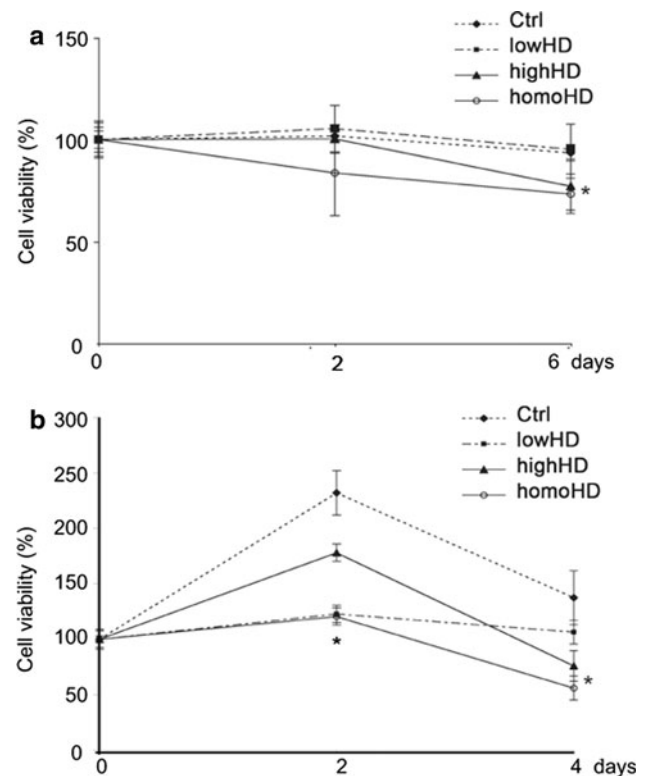 a
150
100
50
0
Cell viability (%)
Ctrl
lowHD
highHD
homoHD
*
0 2 6 days
b
300
250
200
150
100
50
0
Cell viability (%)
Ctrl
lowHD
highHD
homoHD
*
*
0 2 4 days